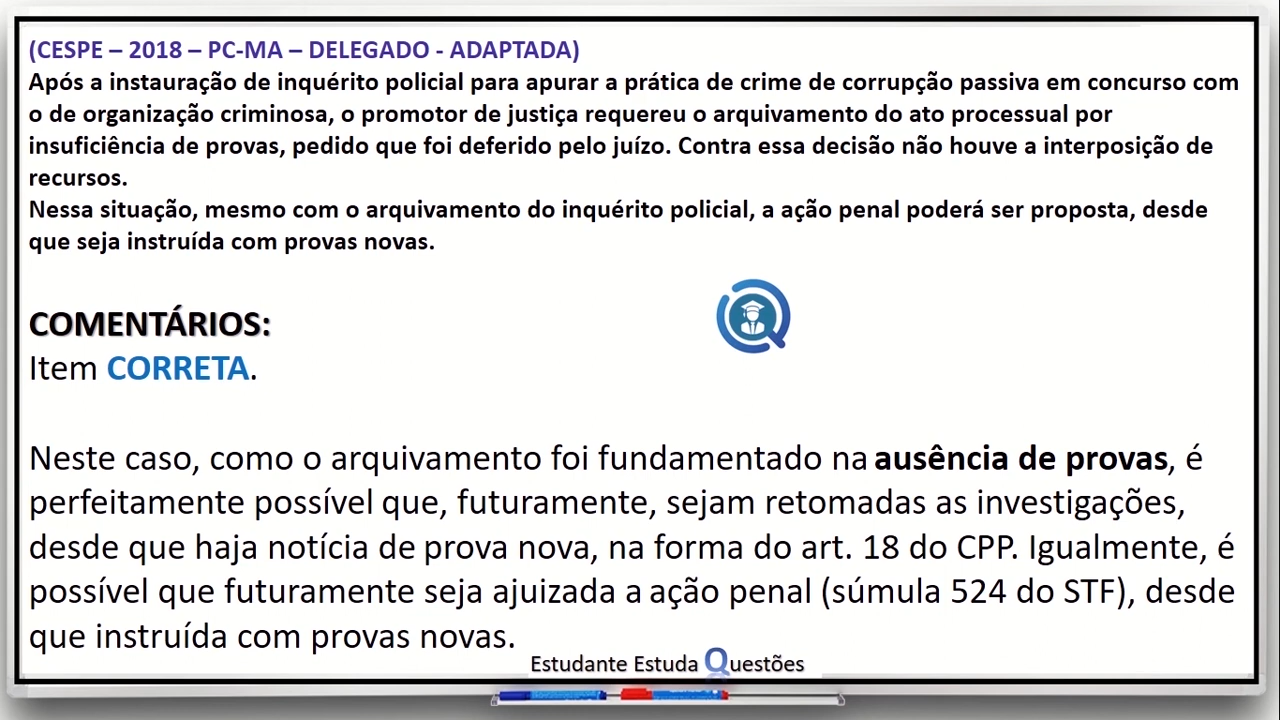 (CESPE – 2018 – PC-MA – DELEGADO - ADAPTADA)
Após a instauração de inquérito policial para apurar a prática de crime de corrupção passiva em concurso com
o de organização criminosa, o promotor de justiça requereu o arquivamento do ato processual por
insuficiência de provas, pedido que foi deferido pelo juízo. Contra essa decisão não houve a interposição de
recursos.
Nessa situação, mesmo com o arquivamento do inquérito policial, a ação penal poderá ser proposta, desde
que seja instruída com provas novas.
COMENTÁRIOS:
Item CORRETA.
Neste caso, como o arquivamento foi fundamentado na ausência de provas, é
perfeitamente possível que, futuramente, sejam retomadas as investigações,
desde que haja notícia de prova nova, na forma do art. 18 do CPP. Igualmente, é
possível que futuramente seja ajuizada a ação penal (súmula 524 do STF), desde
que instruída com provas novas.
Estudante Estuda Questões